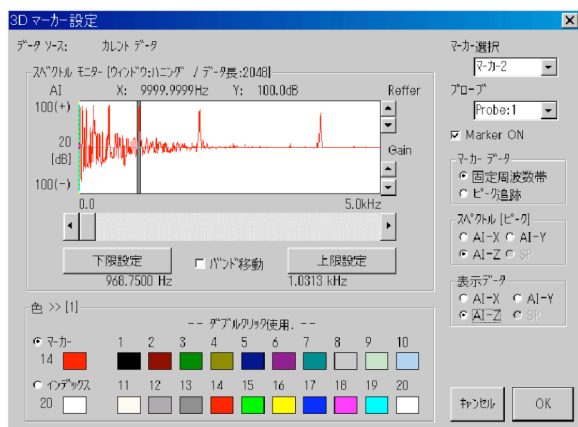 3D マーカー設定
データ ソース: カレント データ
スペクトル モニター [ウィンドウ:ハニング / データ長:2048]
AI X: 9999.9999Hz Y: 100.0dB Reffer
100(+)
20
[dB]
Gain
100(-)
0.0 5.0kHz
下限設定 バンド移動 上限設定
968.7500 Hz 1.0313 kHz
色 >> [1]
-- ダブルクリック使用. --
マーカー 1 2 3 4 5 6 7 8 9 10
14
インデックス 11 12 13 14 15 16 17 18 19 20
20
マーカー選択
マーカ-2
プローブ
Probe:1
Marker ON
マーカー データ
固定周波数帯
ピーク追跡
スペクトル [ピーク]
AI-X AI-Y
AI-Z SP
表示データ
AI-X AI-Y
AI-Z SP
キャンセル OK